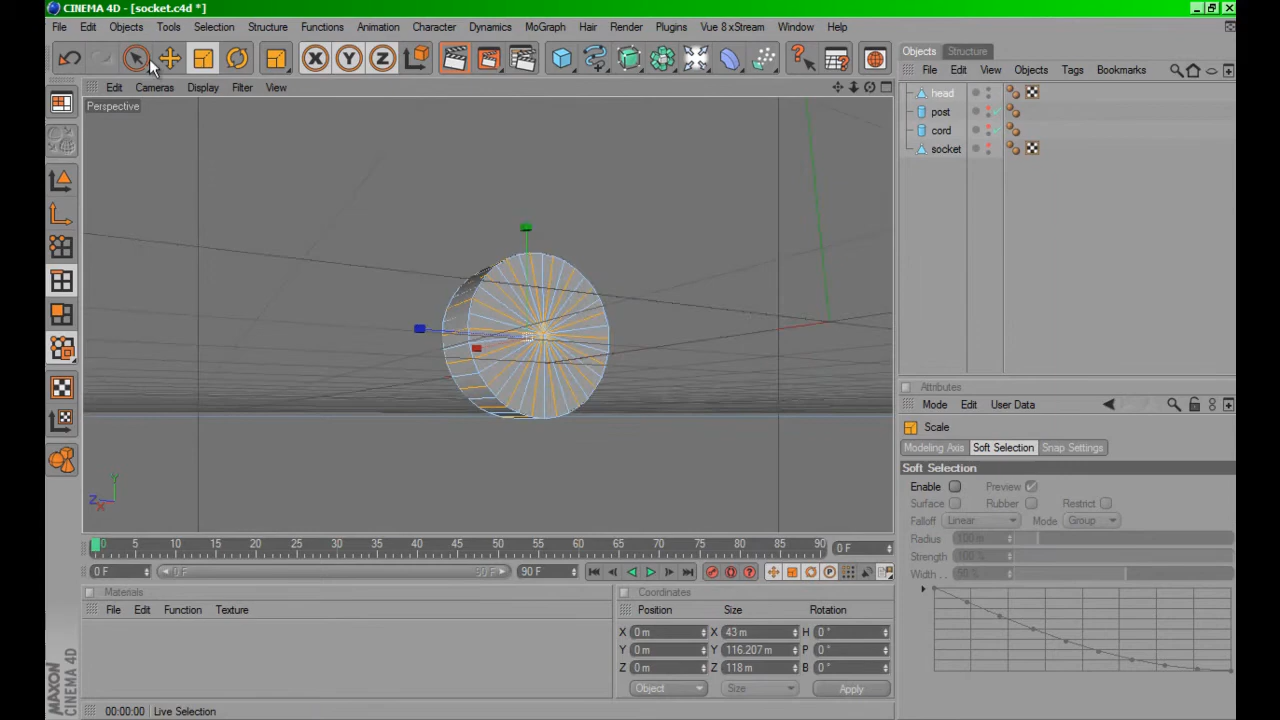 CINEMA 4D - [socket.c4d *]
File Edit Objects Tools Selection Structure Functions Animation Character Dynamics MoGraph Hair Render Plugins Vue 8 xStream Window Help
X Y Z
Objects Structure
File Edit View Objects Tags Bookmarks
Edit Cameras Display Filter View
Perspective
head
post
cord
socket
Y
Z X
Attributes
Mode Edit User Data
Scale
Modeling Axis Soft Selection Snap Settings
Soft Selection
Enable Preview
Surface Rubber Restrict
Falloff Linear Mode Group
Radius 100 m
Strength 100 %
Width . . 50 %
0 5 10 15 20 25 30 35 40 45 50 55 60 65 70 75 80 85 90 0 F
0 F 0 F 90 F 90 F
Materials
File Edit Function Texture
Coordinates
Position Size Rotation
X 0 m X 43 m H 0 °
Y 0 m Y 116.207 m P 0 °
Z 0 m Z 118 m B 0 °
Object Size Apply
MAXON
CINEMA 4D
00:00:00 Live Selection